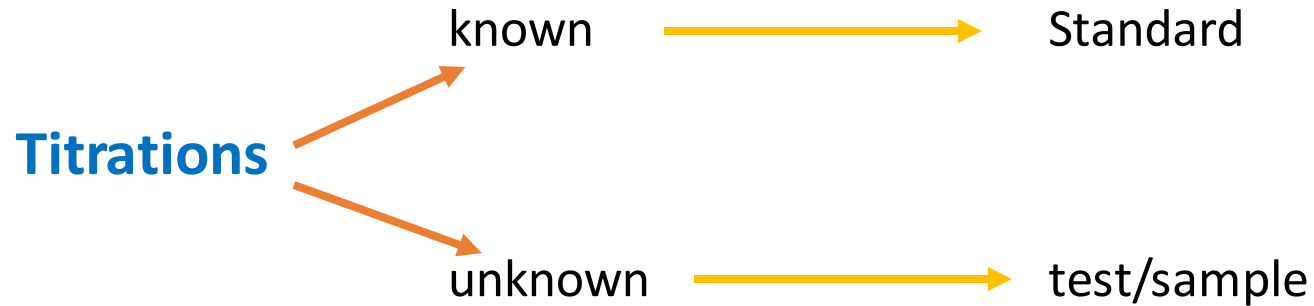 known
Standard
Titrations
unknown
test/sample